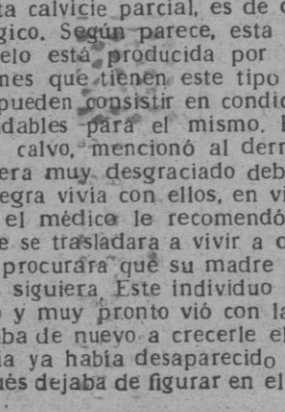 ta calvicie parcial, es de
gico. Según parece, esta
elo está producida por
nes que tienen este tipo
pueden consistir en condic
dables para el mismo.
calvo, mencionó al derm
era muy desgraciado deb
egra vivía con ellos, en vi
el médico le recomendó
e se trasladara a vivir a
procurara que su madre
siguiera Este individuo
y muy pronto vió con la
ba de nuevo a crecerle el
ia ya había desaparecido
ués dejaba de figurar en el